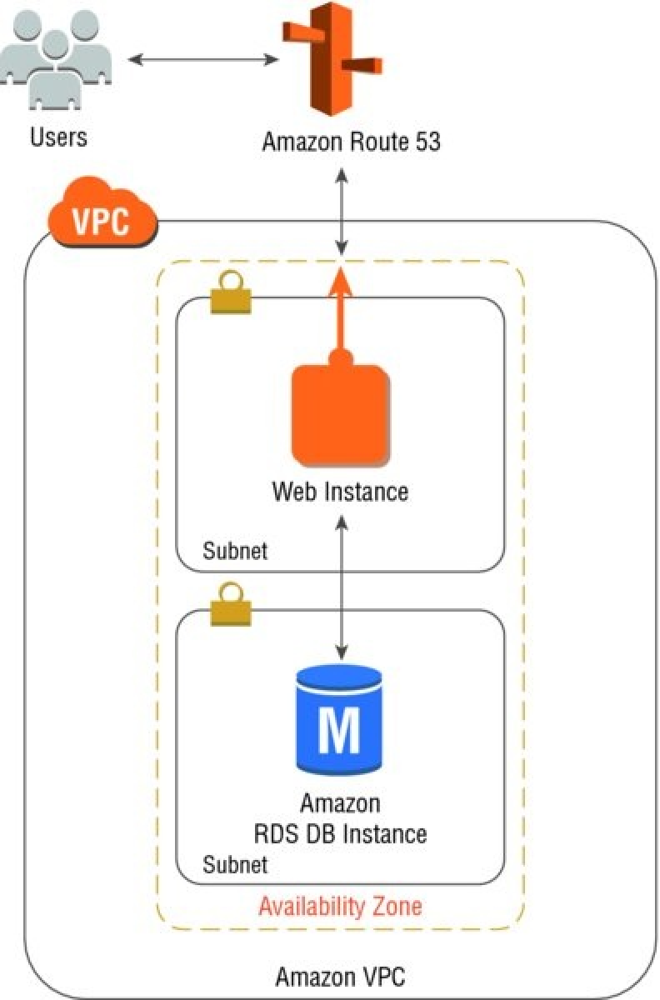 Users
Amazon Route 53
VPC
Web Instance
Subnet
M
Amazon
RDS DB Instance
Subnet
Availability Zone
Amazon VPC